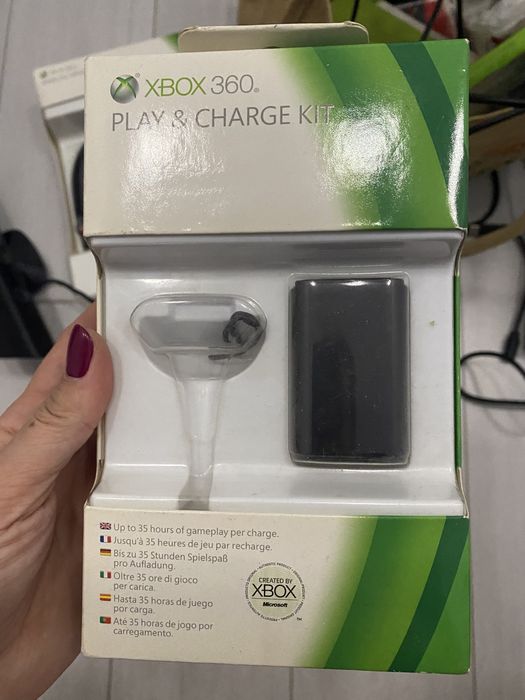 XBOX 360®
PLAY & CHARGE KIT
Up to 35 hours of gameplay per charge.
Jusqu'à 35 heures de jeu par recharge.
Bis zu 35 Stunden Spielspaß
pro Aufladung.
Oltre 35 ore di gioco
per carica.
Hasta 35 horas de juego
por carga.
Até 35 horas de jogo por
carregamento.
CREATED BY
XBOX
Microsoft
TM